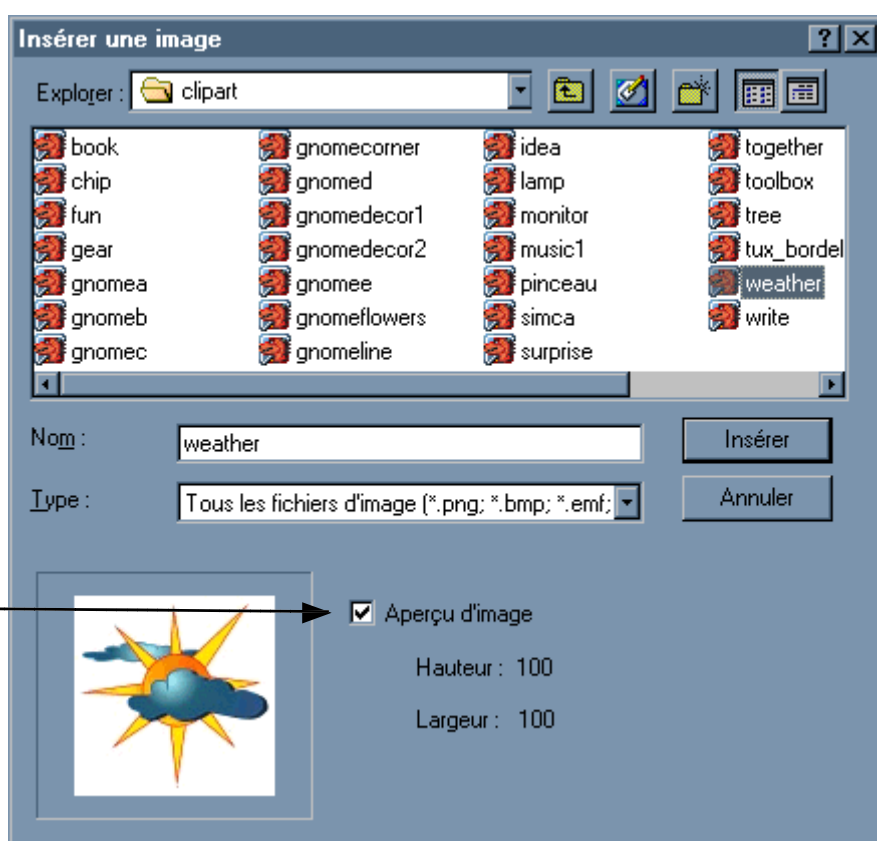 Insérer une image
Explorer : clipart
book gnomecorner idea together
chip gnomed lamp toolbox
fun gnomedecor1 monitor tree
gear gnomedecor2 music1 tux_bordel
gnomea gnomee pinceau weather
gnomeb gnomeflowers simca write
gnomec gnomeline surprise
Nom : weather Insérer
Type : Tous les fichiers d'image (*.png; *.bmp; *.emf; Annuler
Aperçu d'image
Hauteur : 100
Largeur : 100